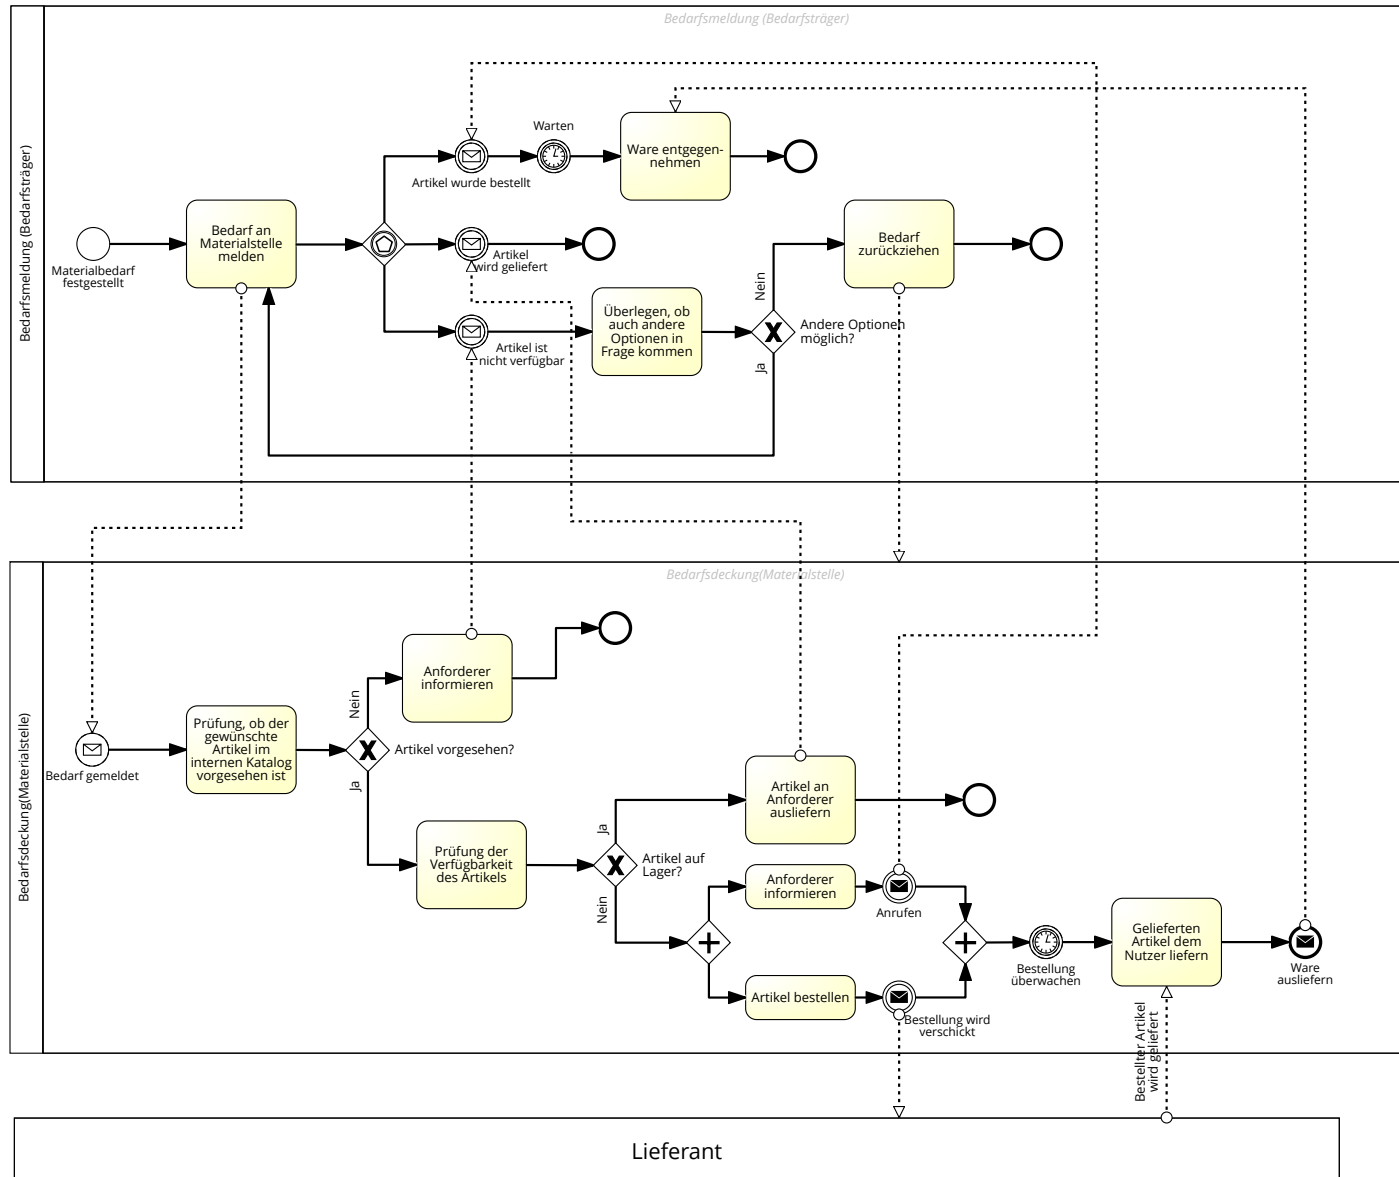 Bedarfsmeldung (Bedarfsträger)
Bedarfsmeldung (Bedarfsträger)
Warten
Ware entgegen-
nehmen
Artikel wurde bestellt
Bedarf an
Materialstelle
melden
Bedarf
zurückziehen
Materialbedarf
festgestellt
Artikel
wird geliefert
Nein
Überlegen, ob
auch andere
Optionen in
Frage kommen
Andere Optionen
möglich?
Artikel ist
nicht verfügbar
Ja
Bedarfsdeckung(Materialstelle)
Bedarfsdeckung(Materialstelle)
Anforderer
informieren
Nein
Prüfung, ob der
gewünschte
Artikel im
internen Katalog
vorgesehen ist
Artikel vorgesehen?
Bedarf gemeldet
Ja
Artikel an
Anforderer
ausliefern
Ja
Prüfung der
Verfügbarkeit
des Artikels
Artikel auf
Lager?
Nein
Anforderer
informieren
Anrufen
Gelieferten
Artikel dem
Nutzer liefern
Bestellung
überwachen
Ware
ausliefern
Artikel bestellen
Bestellung wird
verschickt
Bestellter Artikel
wird geliefert
Lieferant